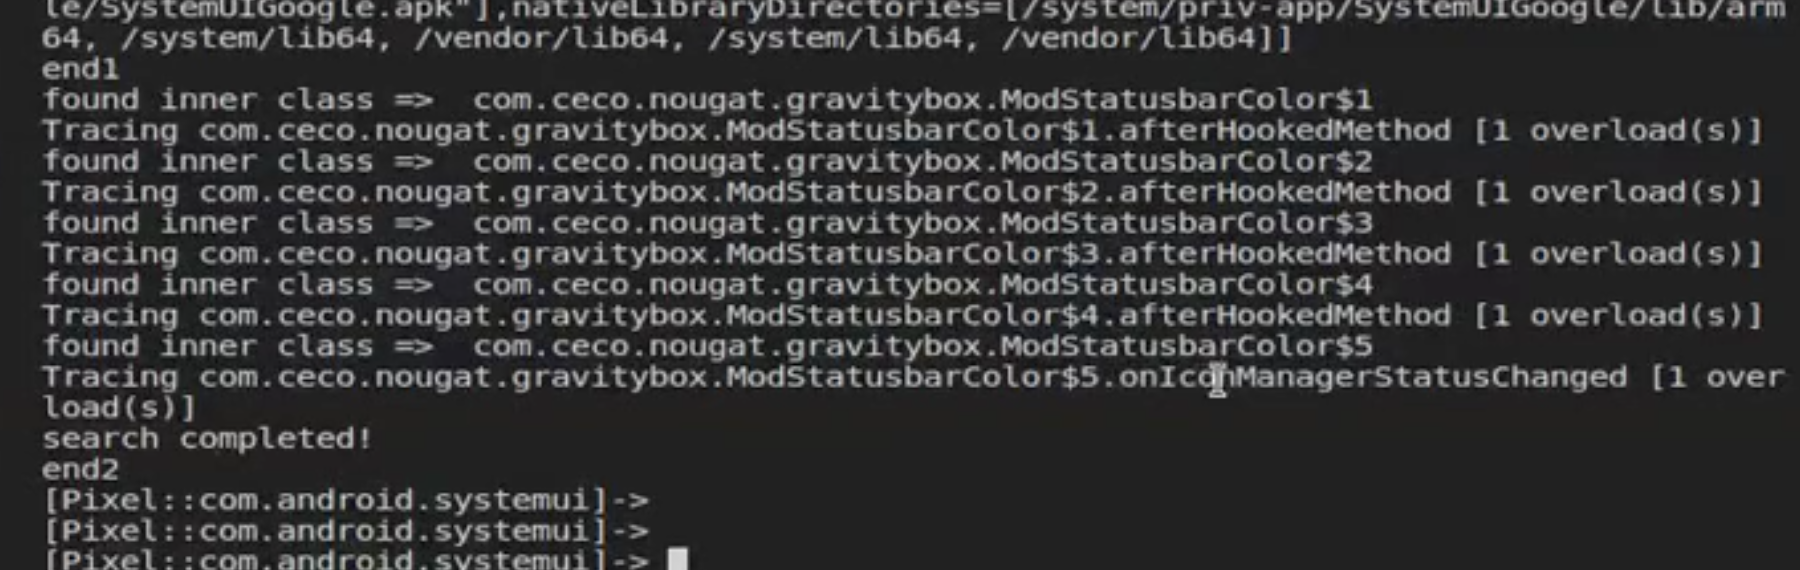 le/SystemUIGoogle.apk"],nativeLibraryDirectories=[/system/priv-app/SystemUIGoogle/lib/arm
64, /system/lib64, /vendor/lib64, /system/lib64, /vendor/lib64]]
end1
found inner class =>  com.ceco.nougat.gravitybox.ModStatusbarColor$1
Tracing com.ceco.nougat.gravitybox.ModStatusbarColor$1.afterHookedMethod [1 overload(s)]
found inner class =>  com.ceco.nougat.gravitybox.ModStatusbarColor$2
Tracing com.ceco.nougat.gravitybox.ModStatusbarColor$2.afterHookedMethod [1 overload(s)]
found inner class =>  com.ceco.nougat.gravitybox.ModStatusbarColor$3
Tracing com.ceco.nougat.gravitybox.ModStatusbarColor$3.afterHookedMethod [1 overload(s)]
found inner class =>  com.ceco.nougat.gravitybox.ModStatusbarColor$4
Tracing com.ceco.nougat.gravitybox.ModStatusbarColor$4.afterHookedMethod [1 overload(s)]
found inner class =>  com.ceco.nougat.gravitybox.ModStatusbarColor$5
Tracing com.ceco.nougat.gravitybox.ModStatusbarColor$5.onIconManagerStatusChanged [1 over
load(s)]
search completed!
end2
[Pixel::com.android.systemui]->
[Pixel::com.android.systemui]->
[Pixel::com.android.systemui]->